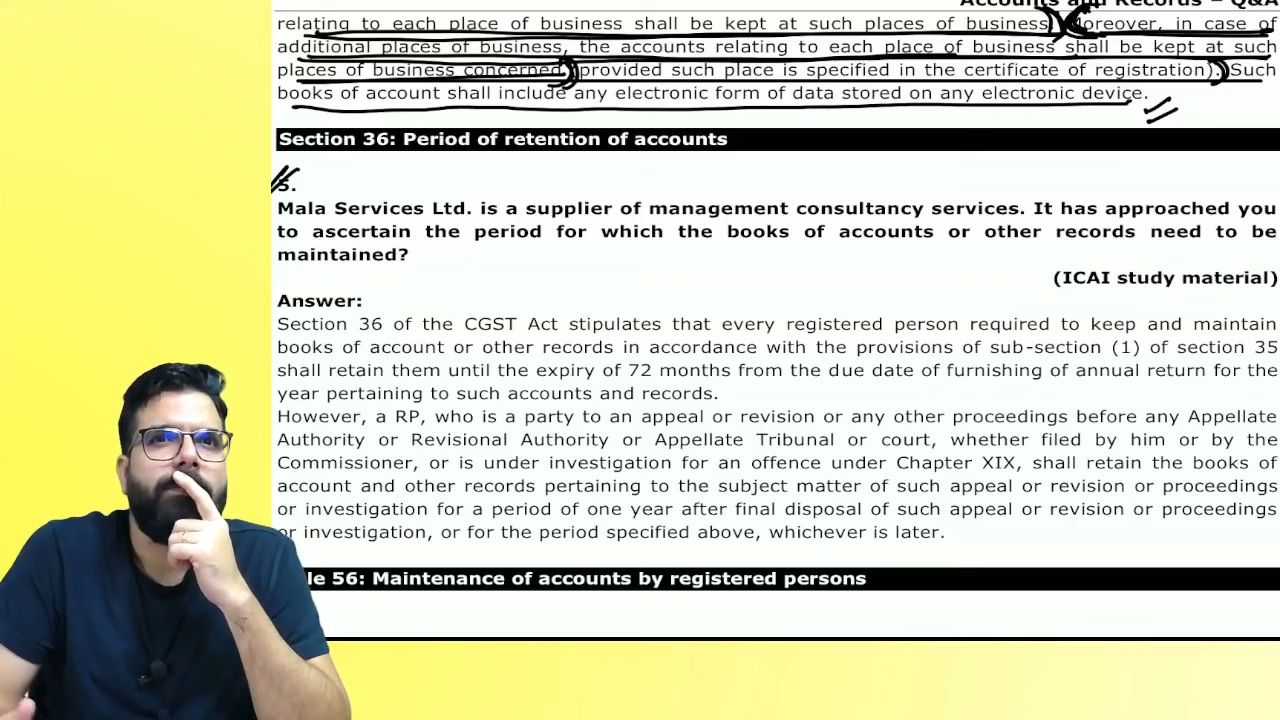 Accounts and Records – Q&A
relating to each place of business shall be kept at such places of business Moreover, in case of
additional places of business, the accounts relating to each place of business shall be kept at such
places of business concerned provided such place is specified in the certificate of registration). Such
books of account shall include any electronic form of data stored on any electronic device.
Section 36: Period of retention of accounts
5.
Mala Services Ltd. is a supplier of management consultancy services. It has approached you
to ascertain the period for which the books of accounts or other records need to be
maintained?
(ICAI study material)
Answer:
Section 36 of the CGST Act stipulates that every registered person required to keep and maintain
books of account or other records in accordance with the provisions of sub-section (1) of section 35
shall retain them until the expiry of 72 months from the due date of furnishing of annual return for the
year pertaining to such accounts and records.
However, a RP, who is a party to an appeal or revision or any other proceedings before any Appellate
Authority or Revisional Authority or Appellate Tribunal or court, whether filed by him or by the
Commissioner, or is under investigation for an offence under Chapter XIX, shall retain the books of
account and other records pertaining to the subject matter of such appeal or revision or proceedings
or investigation for a period of one year after final disposal of such appeal or revision or proceedings
or investigation, or for the period specified above, whichever is later.
le 56: Maintenance of accounts by registered persons